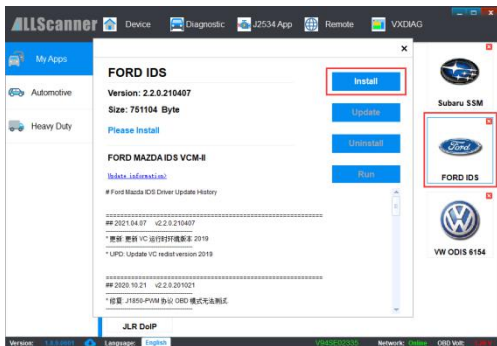 ALLScanner
Device
Diagnostic
J2534 App
Remote
VXDIAG
My Apps
Automotive
Heavy Duty
FORD IDS
Version: 2.2.0.210407
Size: 751104 Byte
Please Install
Install
Update
Uninstall
Run
FORD MAZDA IDS VCM-II
Update information:
# Ford Mazda IDS Driver Update History
==================================================
## 2021.04.07 v2.2.0.210407
* 更新: 更新 VC 运行时环境版本 2019
* UPD: Update VC redist version 2019
==================================================
## 2020.10.21 v2.2.0.201021
* 修复: J1850-PWM 协议 OBD 模式无法测试.
Subaru SSM
Ford
FORD IDS
VW ODIS 6154
JLR DoIP
Version:
Language: English
Network: Online
OBD Volt: